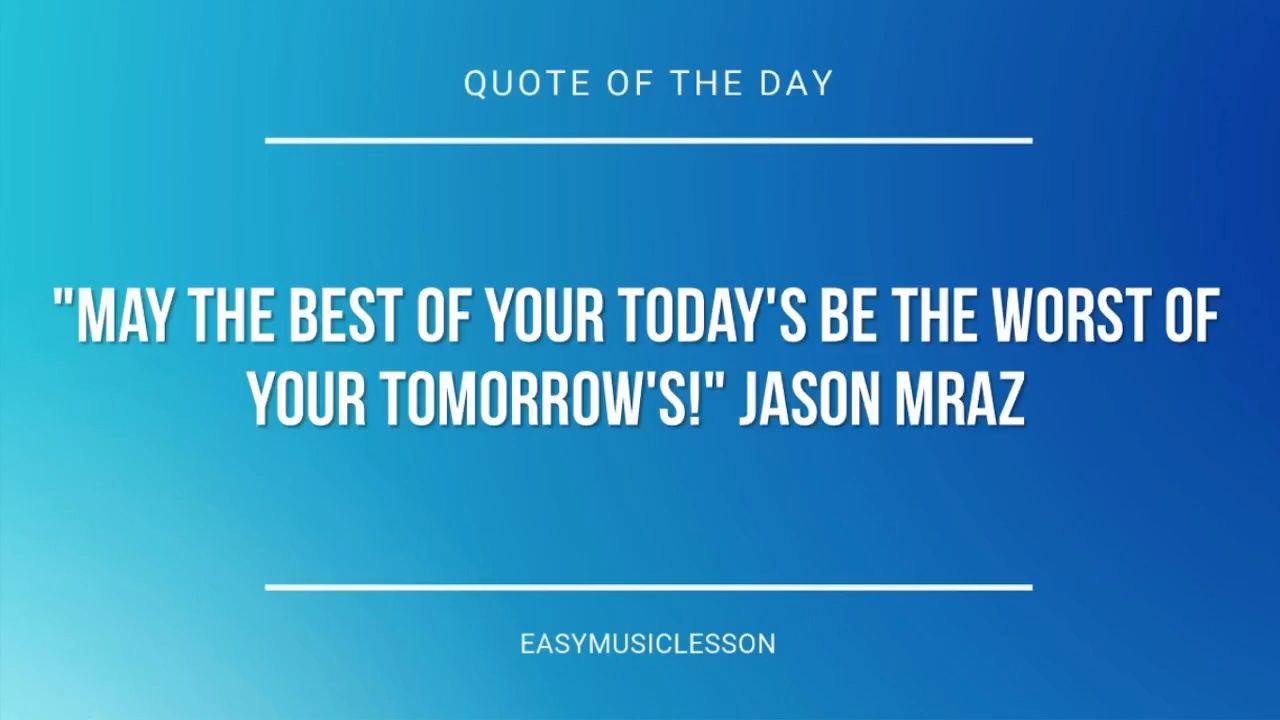 QUOTE OF THE DAY
"MAY THE BEST OF YOUR TODAY'S BE THE WORST OF
YOUR TOMORROW'S!" JASON MRAZ
EASYMUSICLESSON